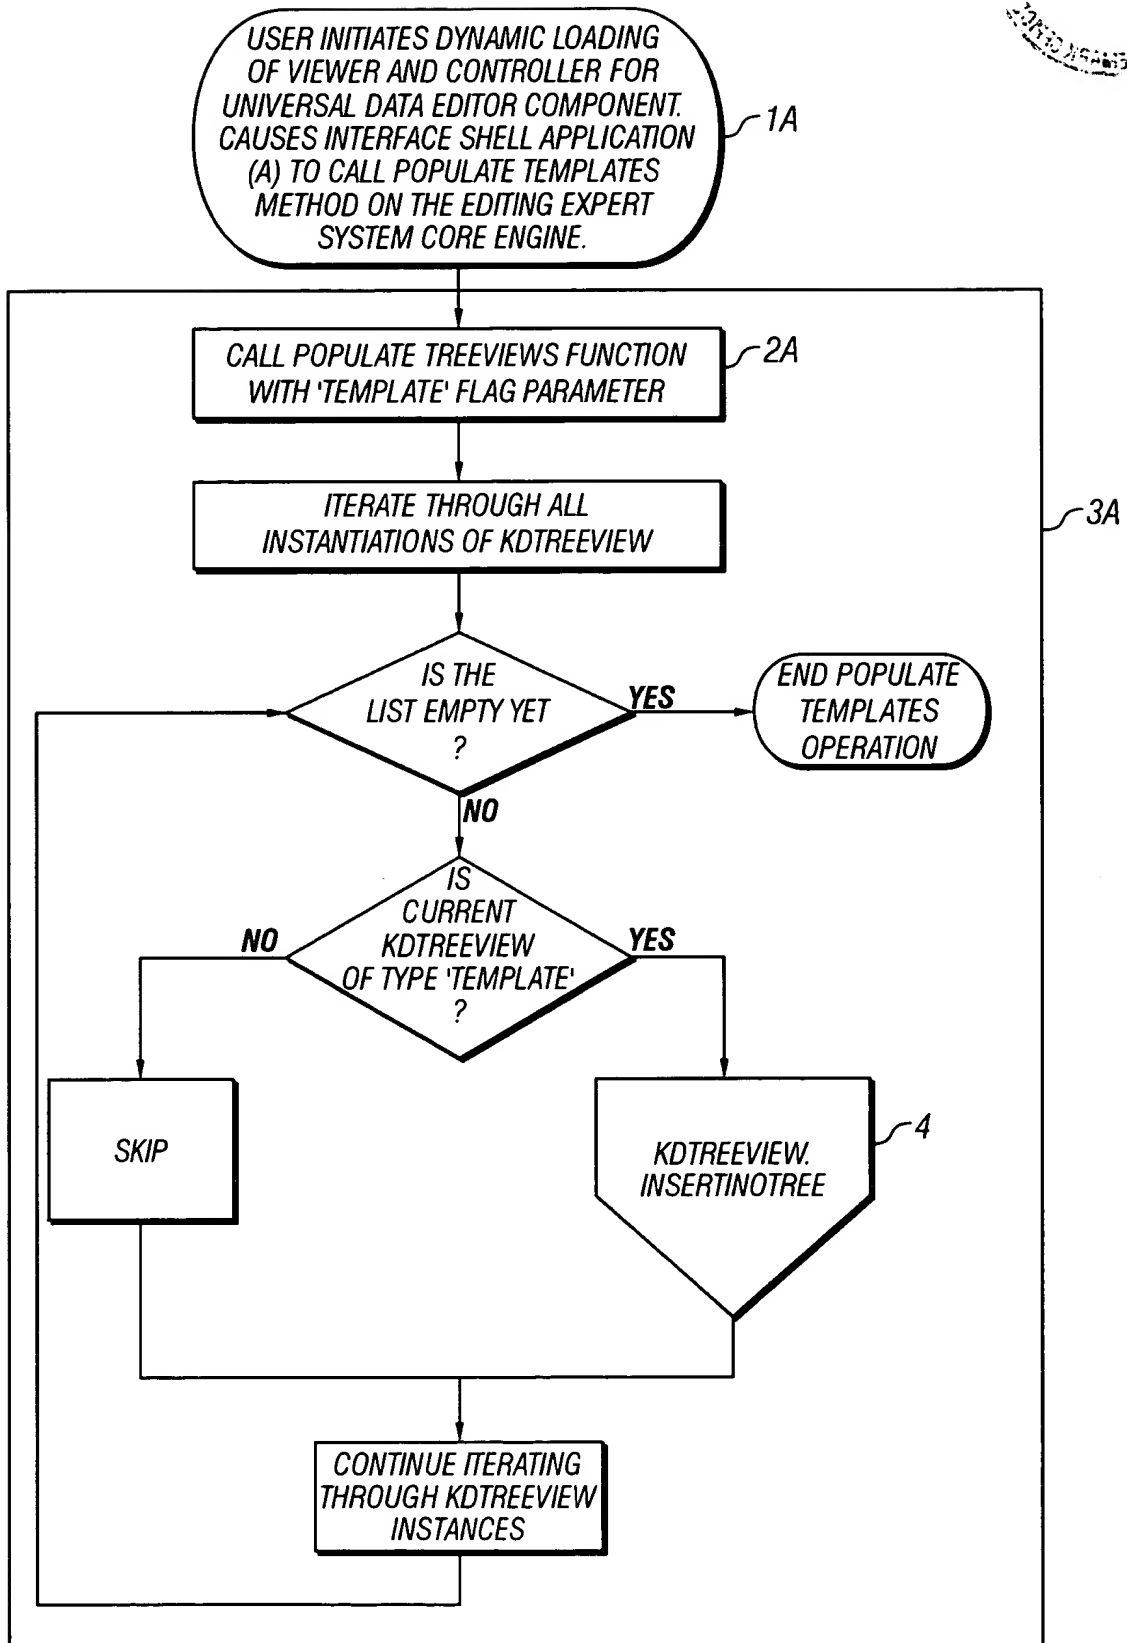 USER INITIATES DYNAMIC LOADING
OF VIEWER AND CONTROLLER FOR
UNIVERSAL DATA EDITOR COMPONENT.
CAUSES INTERFACE SHELL APPLICATION
(A) TO CALL POPULATE TEMPLATES
METHOD ON THE EDITING EXPERT
SYSTEM CORE ENGINE.
1A
CALL POPULATE TREEVIEWS FUNCTION
WITH 'TEMPLATE' FLAG PARAMETER
2A
ITERATE THROUGH ALL
INSTANTIATIONS OF KDTREEVIEW
3A
IS THE
LIST EMPTY YET
?
YES
END POPULATE
TEMPLATES
OPERATION
NO
IS
CURRENT
KDTREEVIEW
OF TYPE 'TEMPLATE'
?
NO
YES
SKIP
KDTREEVIEW.
INSERTINOTREE
4
CONTINUE ITERATING
THROUGH KDTREEVIEW
INSTANCES